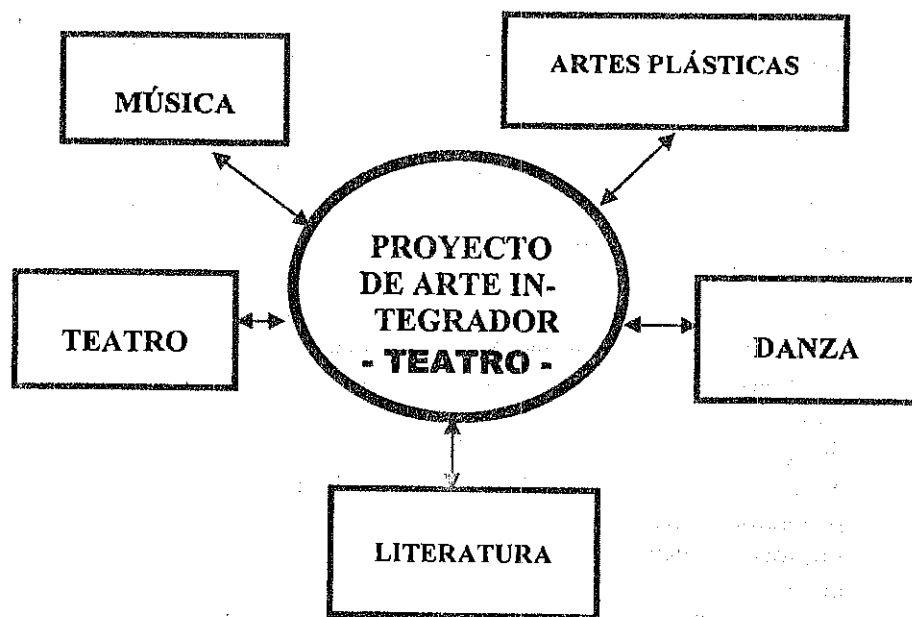 MÚSICA
ARTES PLÁSTICAS
PROYECTO
DE ARTE IN-
TEGRADOR
- TEATRO -
TEATRO
DANZA
LITERATURA